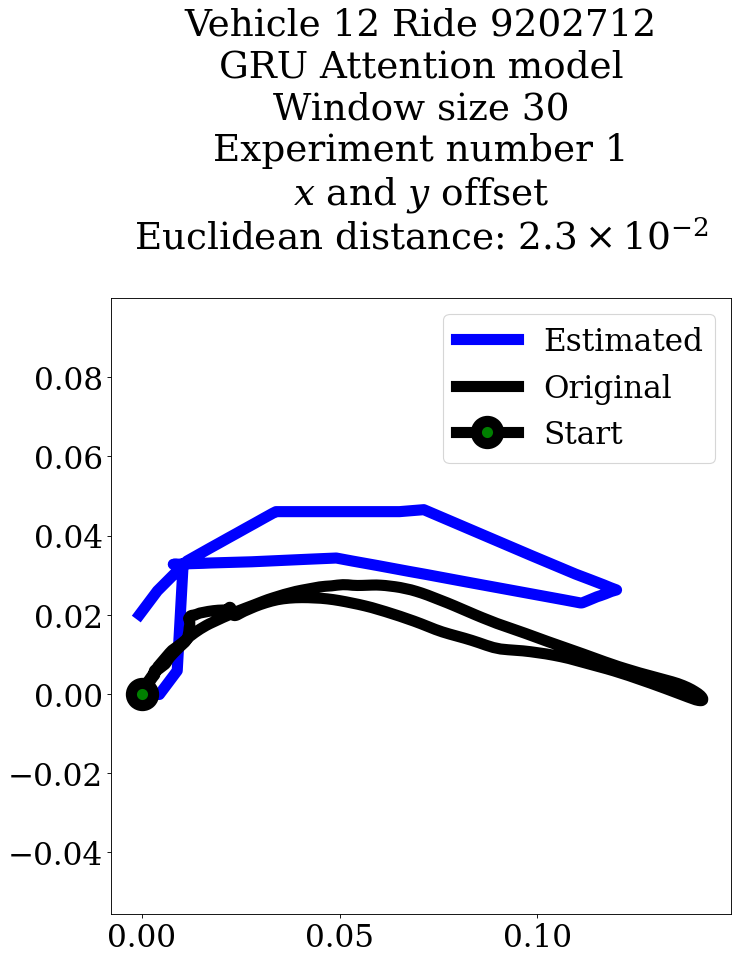 Vehicle 12 Ride 9202712
GRU Attention model
Window size 30
Experiment number 1
x and y offset
Euclidean distance: 2.3 × 10⁻²
Estimated
Original
Start
0.08
0.06
0.04
0.02
0.00
−0.02
−0.04
0.00 0.05 0.10